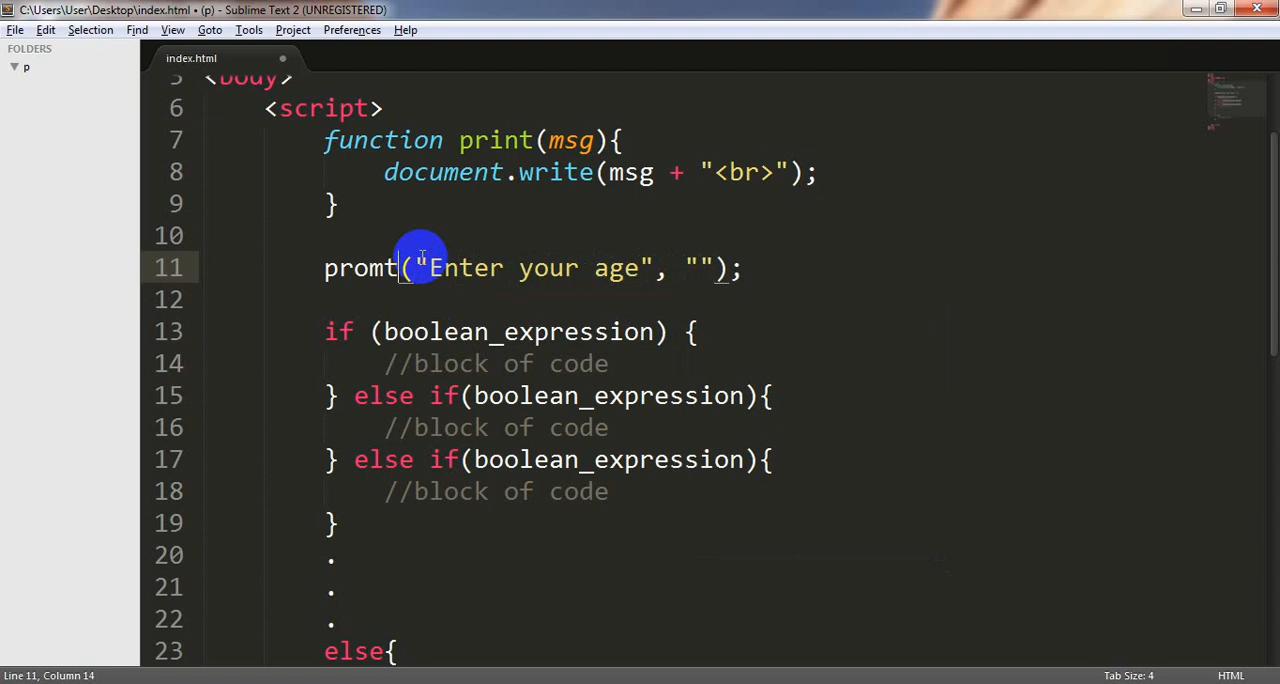 C:\Users\User\Desktop\index.html • (p) - Sublime Text 2 (UNREGISTERED)
File Edit Selection Find View Goto Tools Project Preferences Help
FOLDERS
p
index.html
5 <body>
6 <script>
7 function print(msg){
8 document.write(msg + "<br>");
9 }
10
11 promt("Enter your age", "");
12
13 if (boolean_expression) {
14 //block of code
15 } else if(boolean_expression){
16 //block of code
17 } else if(boolean_expression){
18 //block of code
19 }
20 .
21 .
22 .
23 else{
Line 11, Column 14 Tab Size: 4 HTML